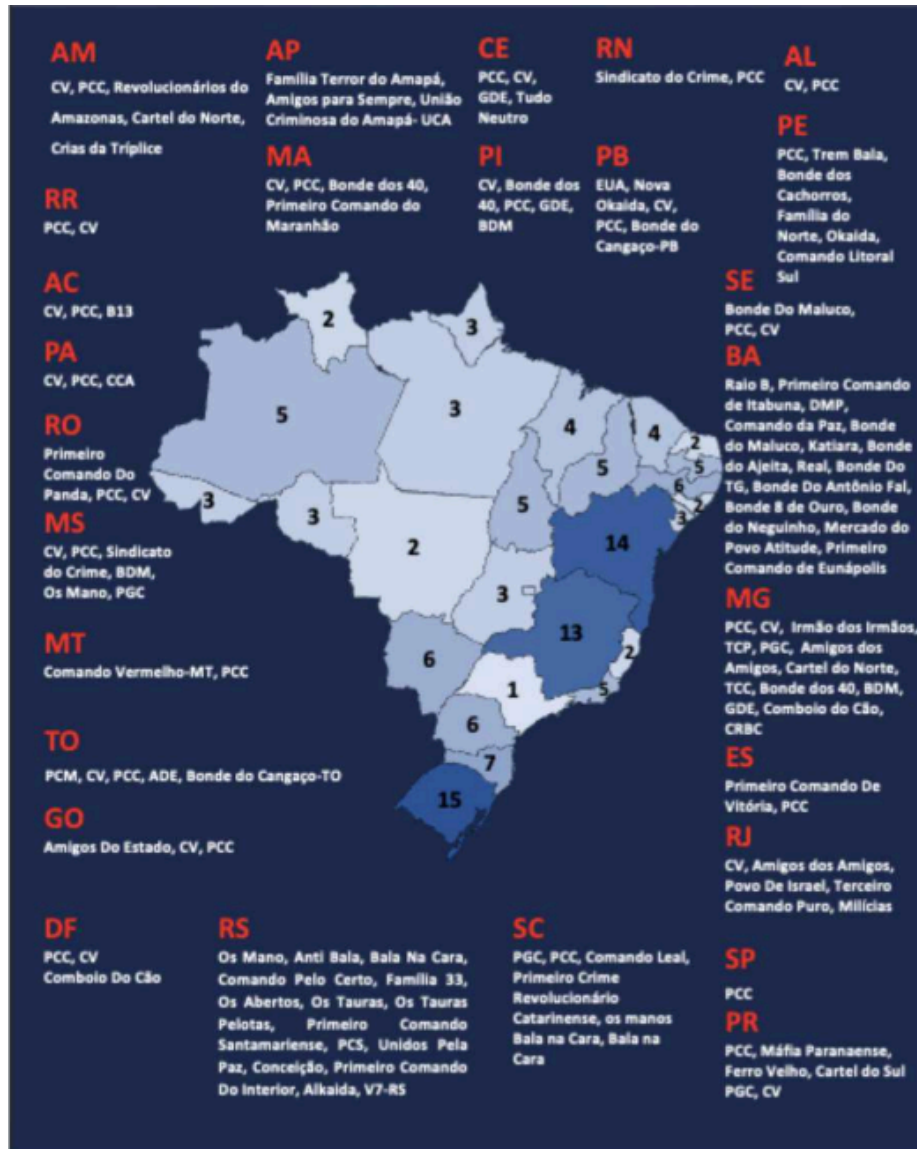 AM
CV, PCC, Revolucionários do
Amazonas, Cartel do Norte,
Crias da Tríplice
AP
Família Terror do Amapá,
Amigos para Sempre, União
Criminosa do Amapá- UCA
CE
PCC, CV,
GDE, Tudo
Neutro
RN
Sindicato do Crime, PCC
AL
CV, PCC
PE
PCC, Trem Bala,
Bonde dos
Cachorros,
Família do
Norte, Okaida,
Comando Litoral
Sul
MA
CV, PCC, Bonde dos 40,
Primeiro Comando do
Maranhão
PI
CV, Bonde dos
40, PCC, GDE,
BDM
PB
EUA, Nova
Okaida, CV,
PCC, Bonde do
Cangaço-PB
RR
PCC, CV
AC
CV, PCC, B13
PA
CV, PCC, CCA
RO
Primeiro
Comando Do
Panda, PCC, CV
MS
CV, PCC, Sindicato
do Crime, BDM,
Os Mano, PGC
MT
Comando Vermelho-MT, PCC
TO
PCM, CV, PCC, ADE, Bonde do Cangaço-TO
GO
Amigos Do Estado, CV, PCC
DF
PCC, CV
Comboio Do Cão
2
3
5
3
4
4
2
5
5
6
2
3
3
3
5
14
2
3
13
2
6
1
5
6
7
15
SE
Bonde Do Maluco,
PCC, CV
BA
Raio B, Primeiro Comando
de Itabuna, DMP,
Comando da Paz, Bonde
do Maluco, Katiara, Bonde
do Ajeita, Real, Bonde Do
TG, Bonde Do Antônio Fal,
Bonde 8 de Ouro, Bonde
do Neguinho, Mercado do
Povo Atitude, Primeiro
Comando de Eunápolis
MG
PCC, CV, Irmão dos Irmãos,
TCP, PGC, Amigos dos
Amigos, Cartel do Norte,
TCC, Bonde dos 40, BDM,
GDE, Comboio do Cão,
CRBC
ES
Primeiro Comando De
Vitória, PCC
RJ
CV, Amigos dos Amigos,
Povo De Israel, Terceiro
Comando Puro, Milícias
RS
Os Mano, Anti Bala, Bala Na Cara,
Comando Pelo Certo, Família 33,
Os Abertos, Os Tauras, Os Tauras
Pelotas, Primeiro Comando
Santamariense, PCS, Unidos Pela
Paz, Conceição, Primeiro Comando
Do Interior, Alkaida, V7-RS
SC
PGC, PCC, Comando Leal,
Primeiro Crime
Revolucionário
Catarinense, os manos
Bala na Cara, Bala na
Cara
SP
PCC
PR
PCC, Máfia Paranaense,
Ferro Velho, Cartel do Sul
PGC, CV